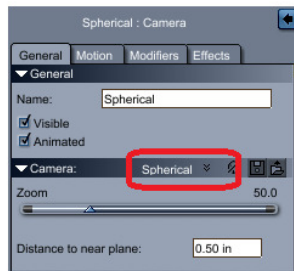 Spherical : Camera
General Motion Modifiers Effects
General
Name: Spherical
Visible
Animated
Camera: Spherical
Zoom 50.0
Distance to near plane: 0.50 in